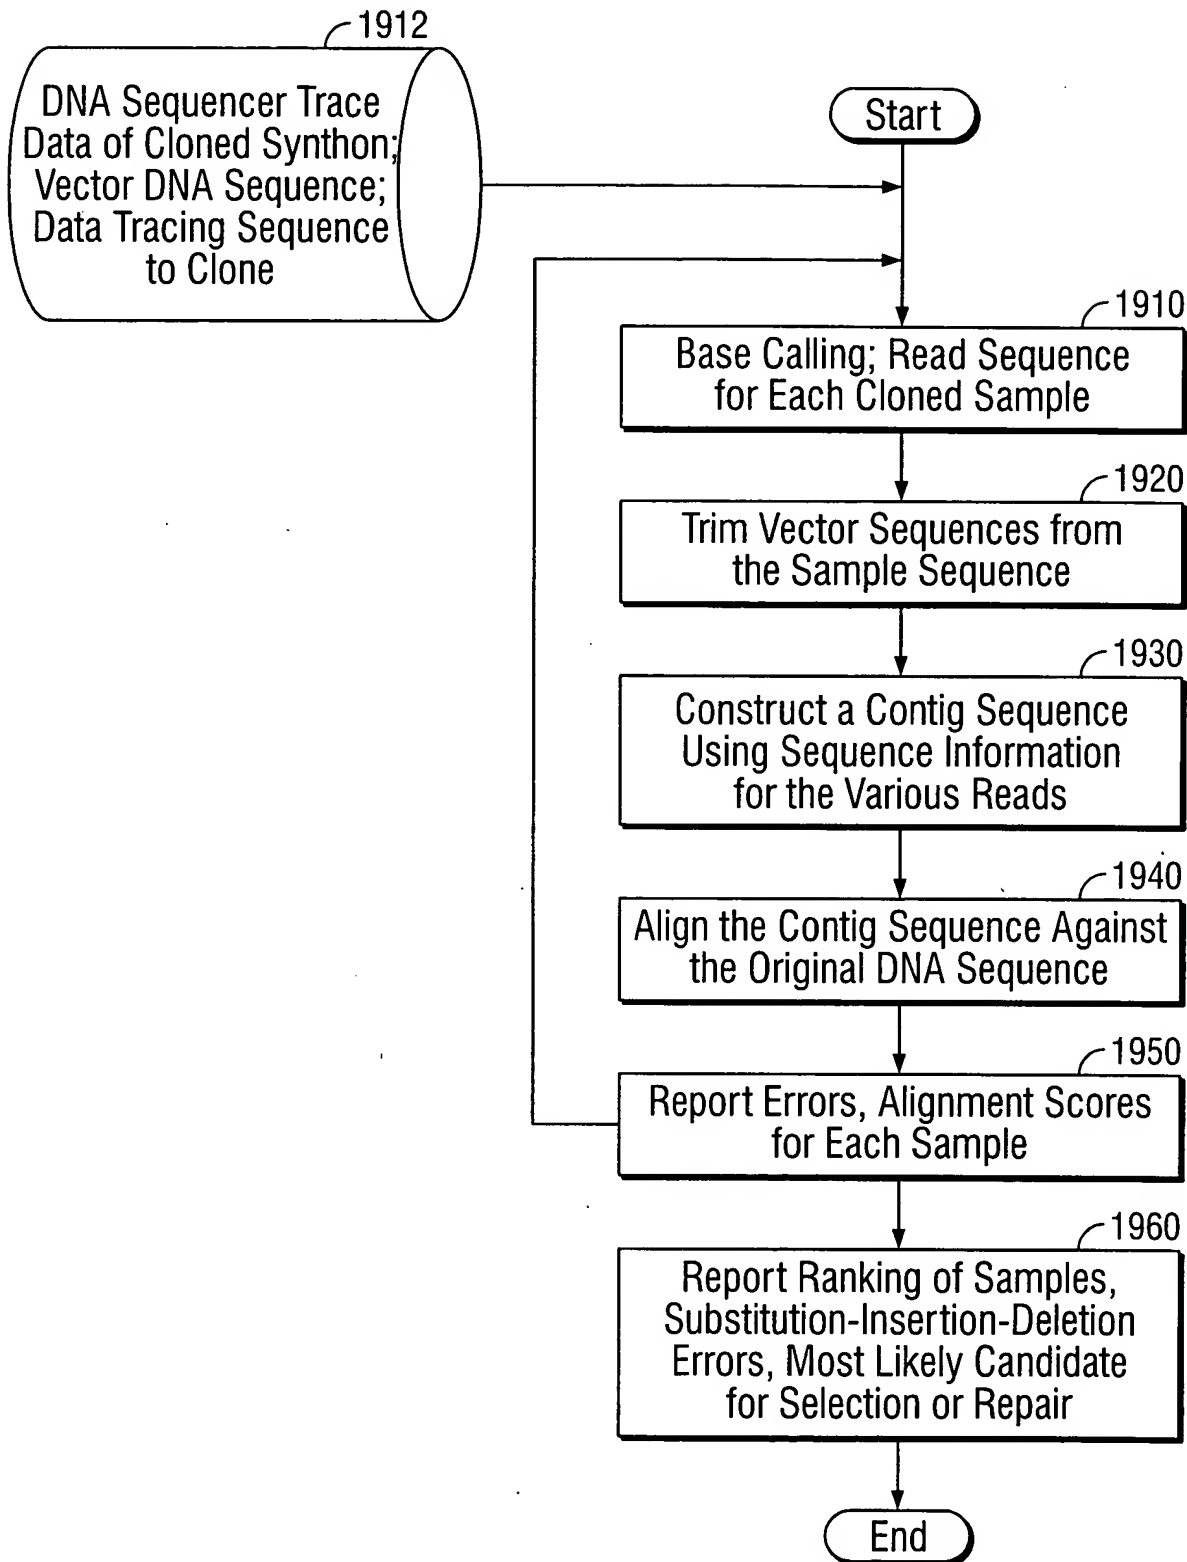 1912
DNA Sequencer Trace
Data of Cloned Synthon;
Vector DNA Sequence;
Data Tracing Sequence
to Clone
Start
1910
Base Calling; Read Sequence
for Each Cloned Sample
1920
Trim Vector Sequences from
the Sample Sequence
1930
Construct a Contig Sequence
Using Sequence Information
for the Various Reads
1940
Align the Contig Sequence Against
the Original DNA Sequence
1950
Report Errors, Alignment Scores
for Each Sample
1960
Report Ranking of Samples,
Substitution-Insertion-Deletion
Errors, Most Likely Candidate
for Selection or Repair
End